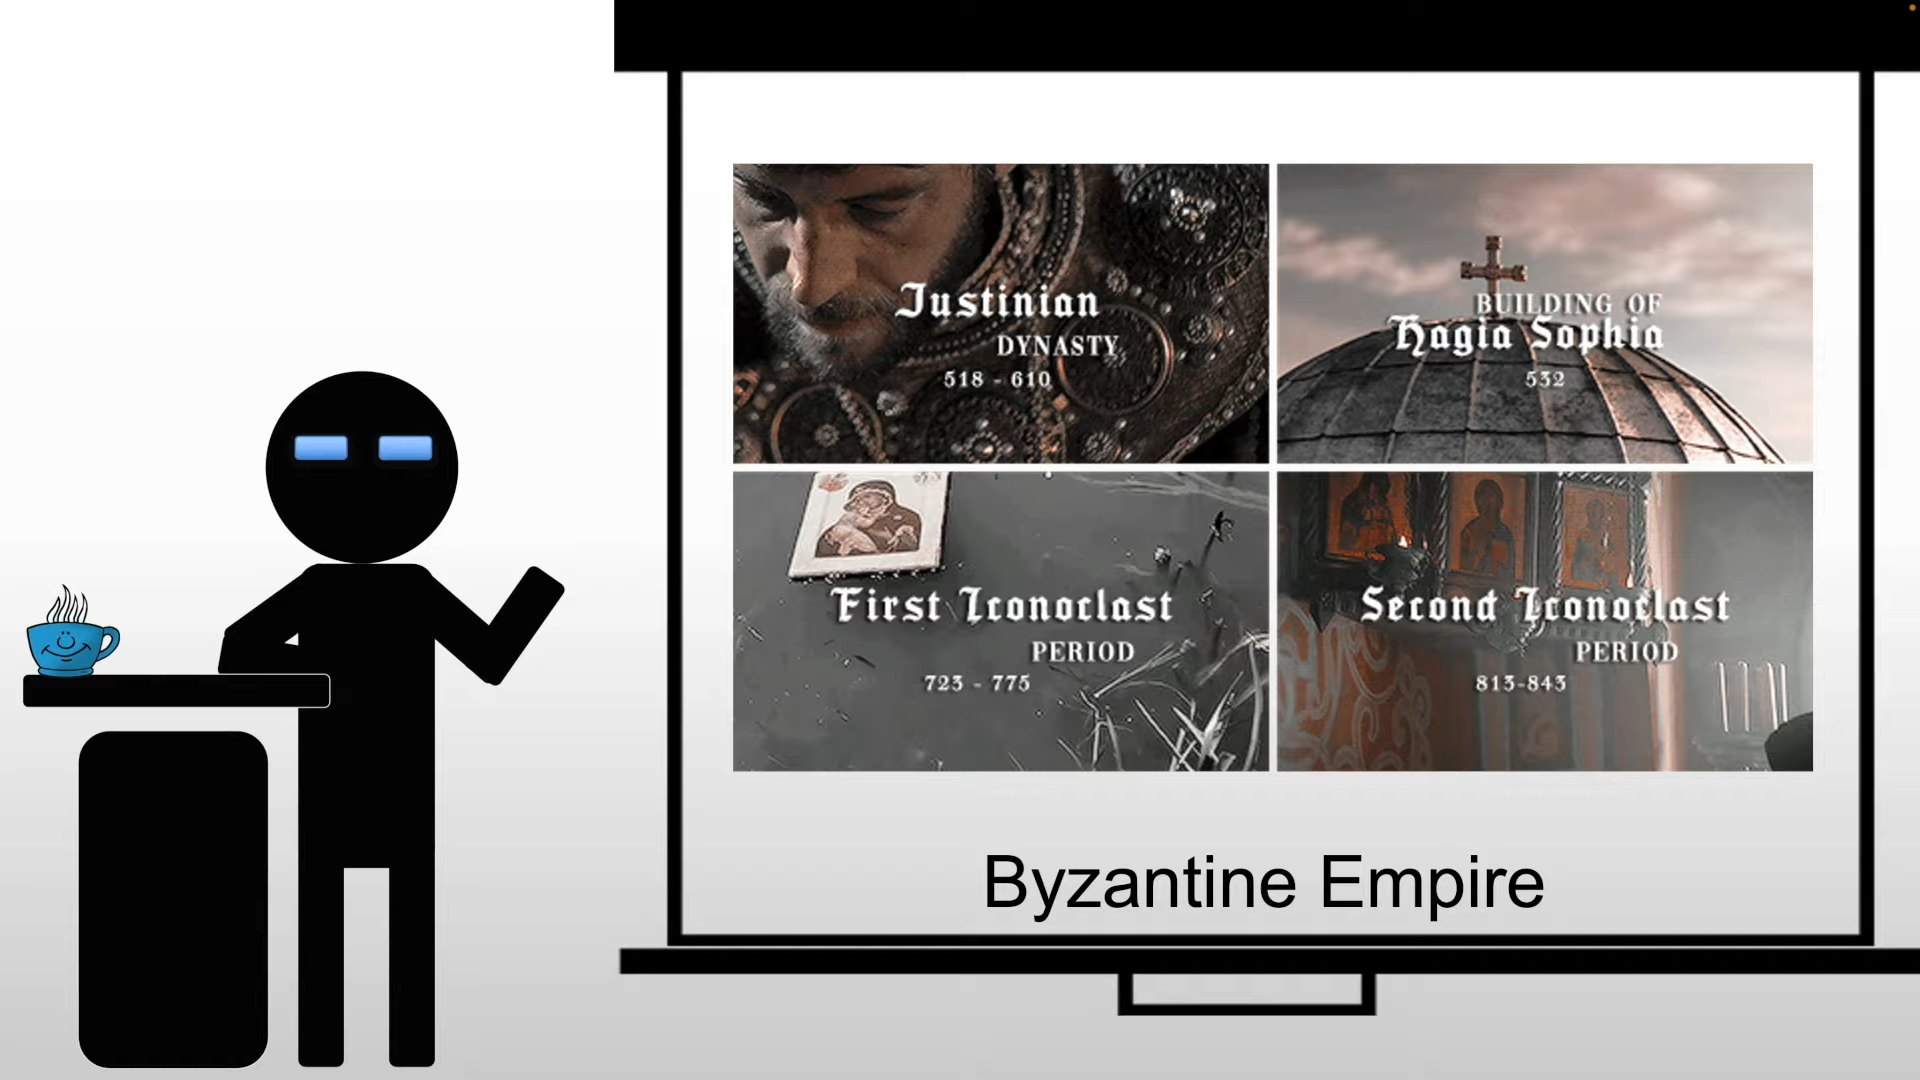 Justinian
DYNASTY
518 - 610
BUILDING OF
Hagia Sophia
532
First Iconoclast
PERIOD
723 - 775
Second Iconoclast
PERIOD
813-843
Byzantine Empire